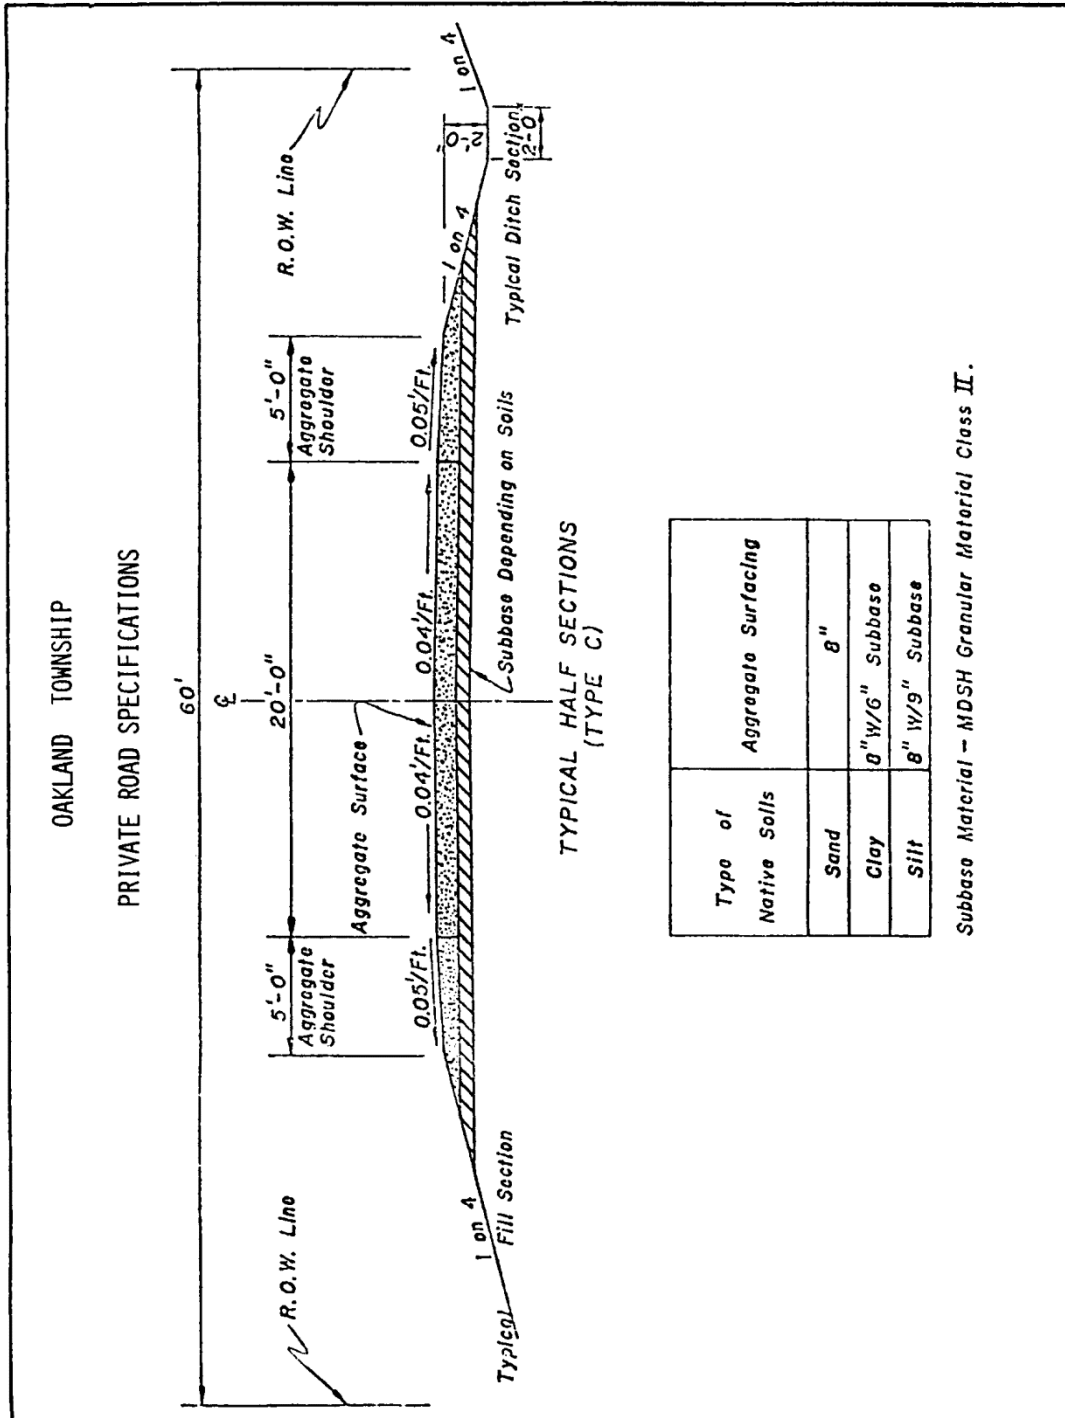 OAKLAND TOWNSHIP
PRIVATE ROAD SPECIFICATIONS
60'
R.O.W. Line
R.O.W. Line
℄
5'-0"
20'-0"
5'-0"
Aggregate
Shoulder
Aggregate
Shoulder
Aggregate Surface
0.05'/Ft.
0.04'/Ft.
0.04'/Ft.
0.05'/Ft.
1 on 4
1 on 4
1 on 4
2'-0"
2'-0"
Typical Fill Section
Subbase Depending on Soils
Typical Ditch Section
TYPICAL HALF SECTIONS
(TYPE C)
Type of
Native Soils
Aggregate Surfacing
Sand 8"
Clay 8" W/6" Subbase
Silt 8" W/9" Subbase
Subbase Material - MDSH Granular Material Class II.